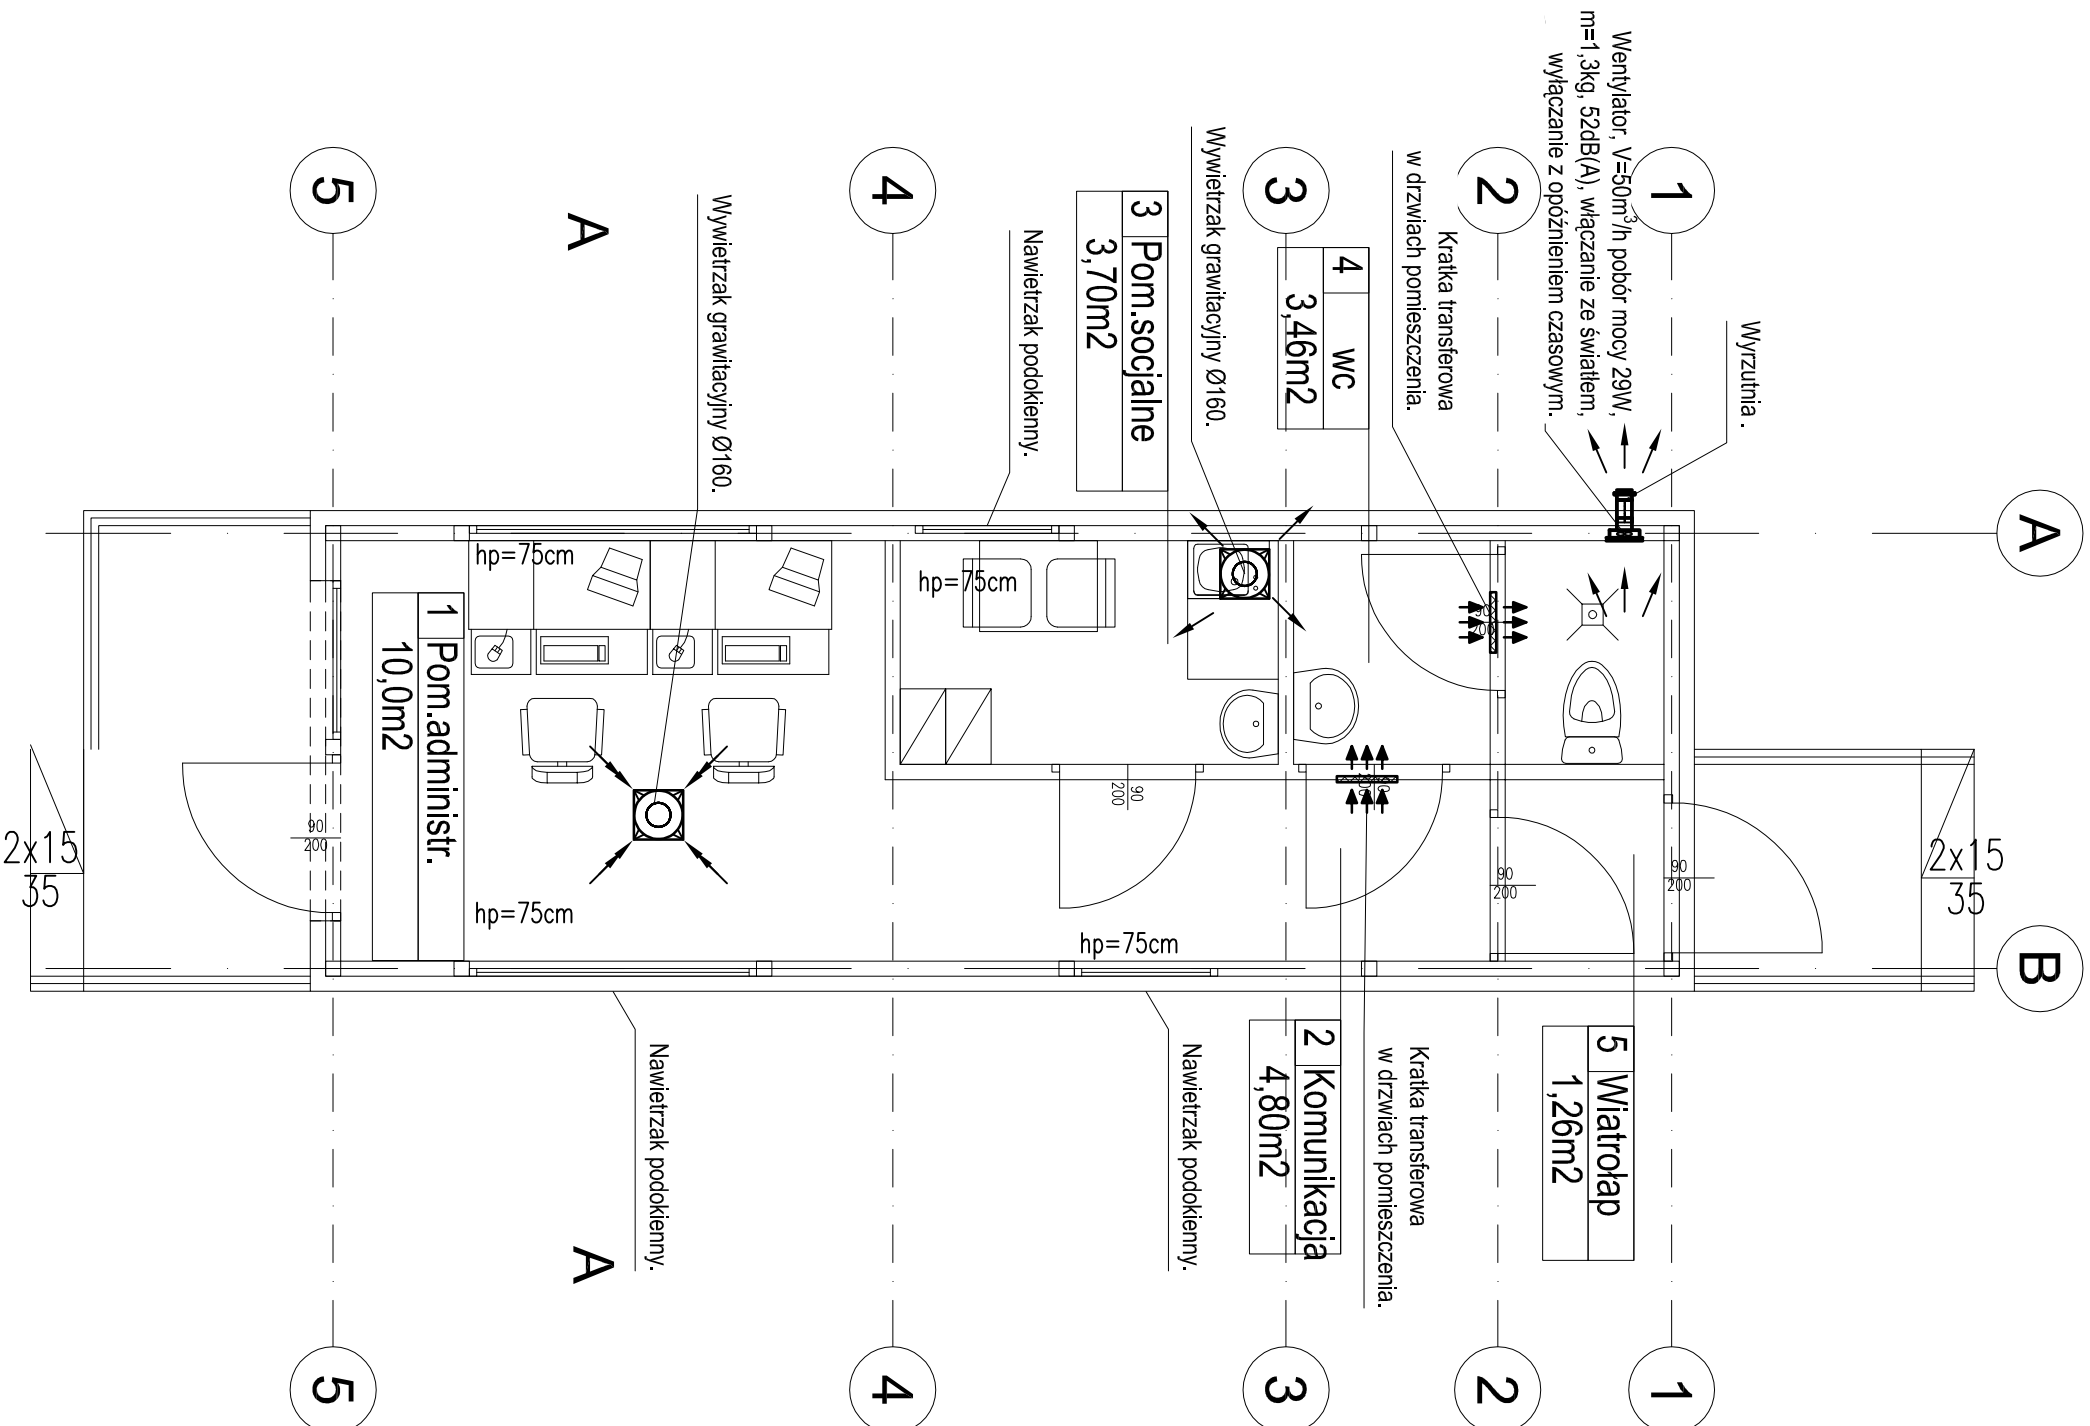 Wentylator, V=50m³/h pobór mocy 29W,
m=1,3kg, 52dB(A), włączanie ze światłem,
wyłączanie z opóźnieniem czasowym.
Wyrzutnia.
Kratka transferowa
w drzwiach pomieszczenia.
Wywietrzak grawitacyjny Ø160.
Nawietrzak podokienny.
Wywietrzak grawitacyjny Ø160.
5
4
3
2
1
A
3 Pom.socjalne
3,70m2
4 wc
3,46m2
A
B
hp=75cm
hp=75cm
hp=75cm
hp=75cm
1 Pom.administr.
10,0m2
90
200
90
200
90
200
90
200
90
200
90
200
2x15
35
2x15
35
2 Komunikacja
4,80m2
5 Wiatrołap
1,26m2
Kratka transferowa
w drzwiach pomieszczenia.
Nawietrzak podokienny.
Nawietrzak podokienny.
A
5
4
3
2
1